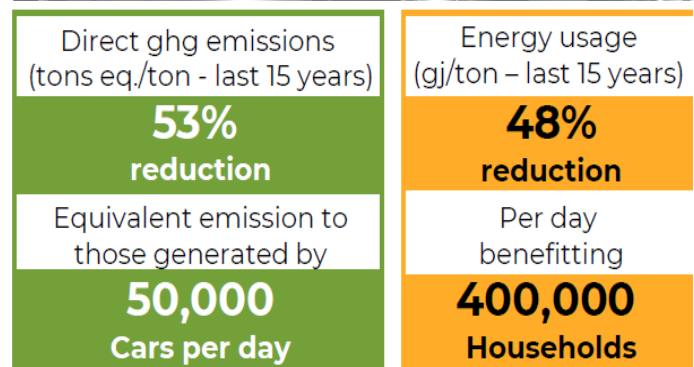 Direct ghg emissions
(tons eq./ton - last 15 years)
53%
reduction
Equivalent emission to
those generated by
50,000
Cars per day
Energy usage
(gj/ton – last 15 years)
48%
reduction
Per day
benefitting
400,000
Households